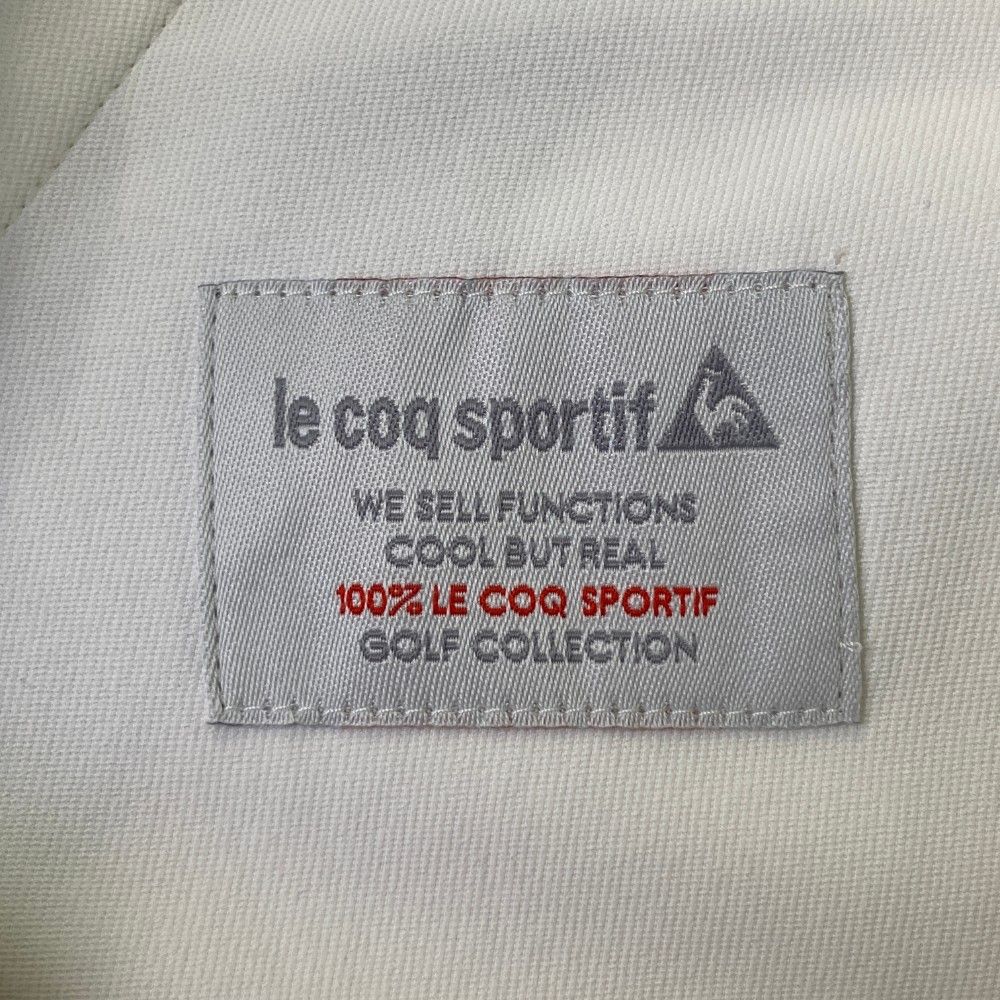 le coq sportif
WE SELL FUNCTIONS
COOL BUT REAL
100% LE COQ SPORTIF
GOLF COLLECTION